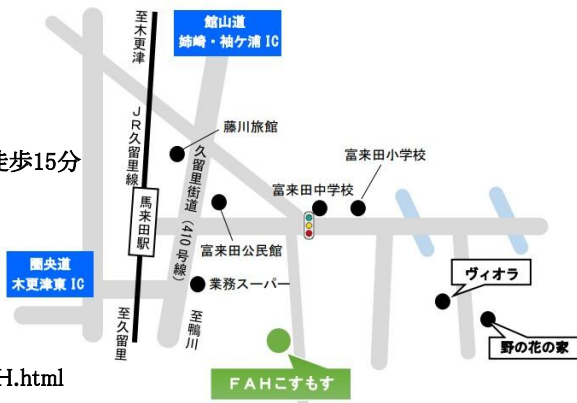 館山道
姉崎・袖ケ浦 IC
至木更津
JR久留里線
藤川旅館
徒歩15分
久留里街道（410号線）
富来田小学校
富来田中学校
馬来田駅
富来田公民館
圏央道
木更津東 IC
業務スーパー
ヴィオラ
至久留里
至鴨川
野の花の家
H.html
FAHこすもす